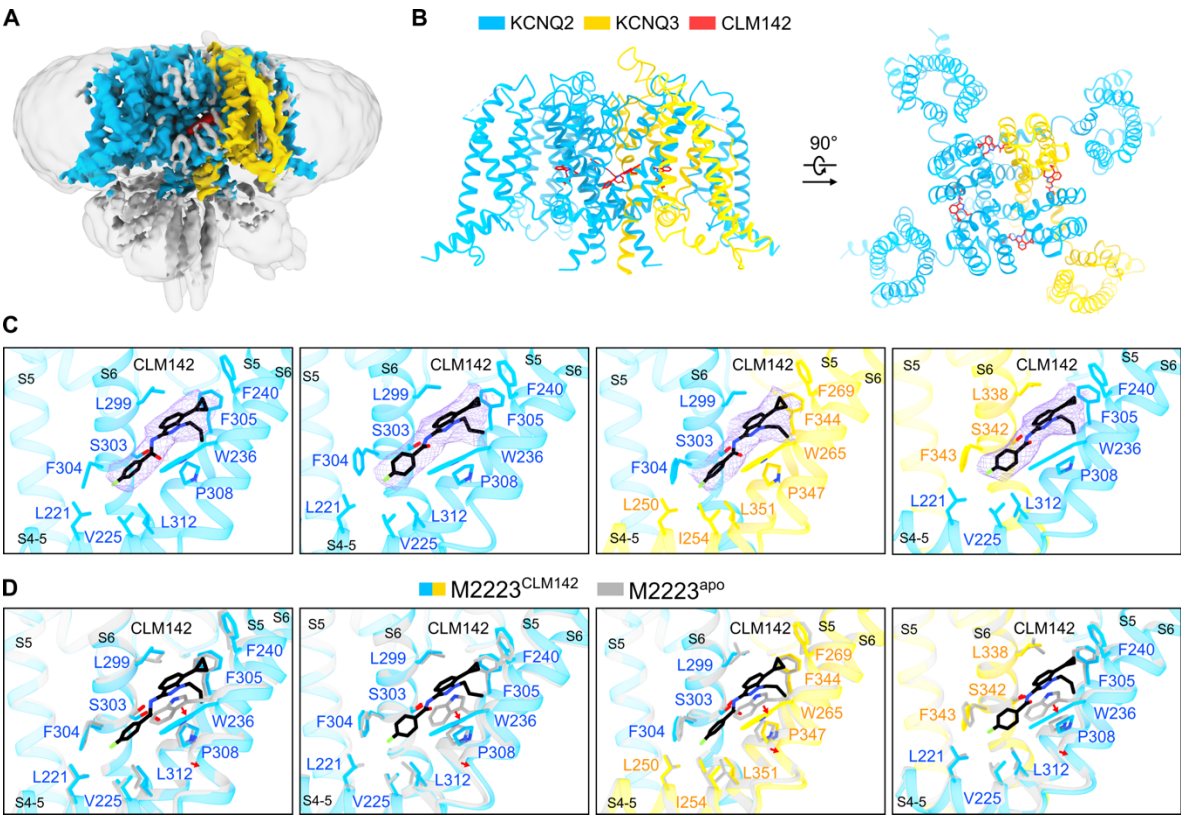 A
B
KCNQ2 KCNQ3 CLM142
90°
C
S5
S6
CLM142
S5
S6
L299
F240
F305
S303
W236
F304
P308
L221
L312
V225
S4-5
S5
S6
CLM142
S5
S6
L299
F240
F305
S303
W236
F304
P308
L221
L312
V225
S4-5
S5
S6
CLM142
S5
S6
L299
F269
F344
S303
W265
F304
P347
L250
L351
I254
S4-5
S5
S6
CLM142
S5
S6
L338
F240
F305
S342
W236
F343
P308
L221
L312
V225
S4-5
D
M2223CLM142 M2223apo
S5
S6
CLM142
S5
S6
L299
F240
F305
S303
W236
F304
P308
L221
L312
V225
S4-5
S5
S6
CLM142
S5
S6
L299
F240
F305
S303
W236
F304
P308
L221
L312
V225
S4-5
S5
S6
CLM142
S5
S6
L299
F269
F344
S303
W265
F304
P347
L250
L351
I254
S4-5
S5
S6
CLM142
S5
S6
L338
F240
F305
S342
W236
F343
P308
L221
L312
V225
S4-5